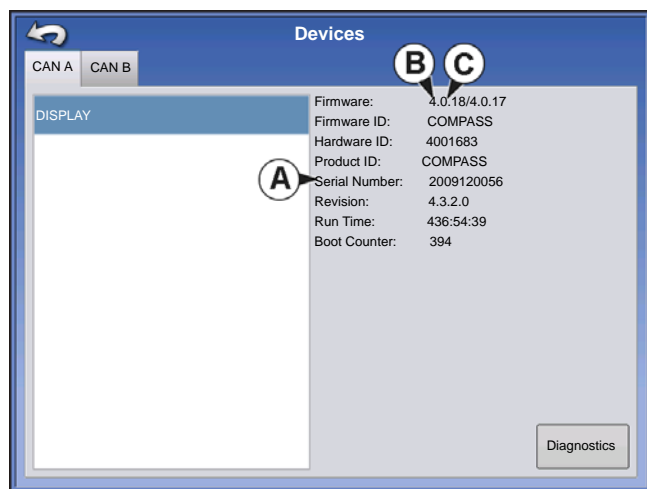 Devices
CAN A CAN B
B C
DISPLAY
Firmware: 4.0.18/4.0.17
Firmware ID: COMPASS
Hardware ID: 4001683
Product ID: COMPASS
A
Serial Number: 2009120056
Revision: 4.3.2.0
Run Time: 436:54:39
Boot Counter: 394
Diagnostics